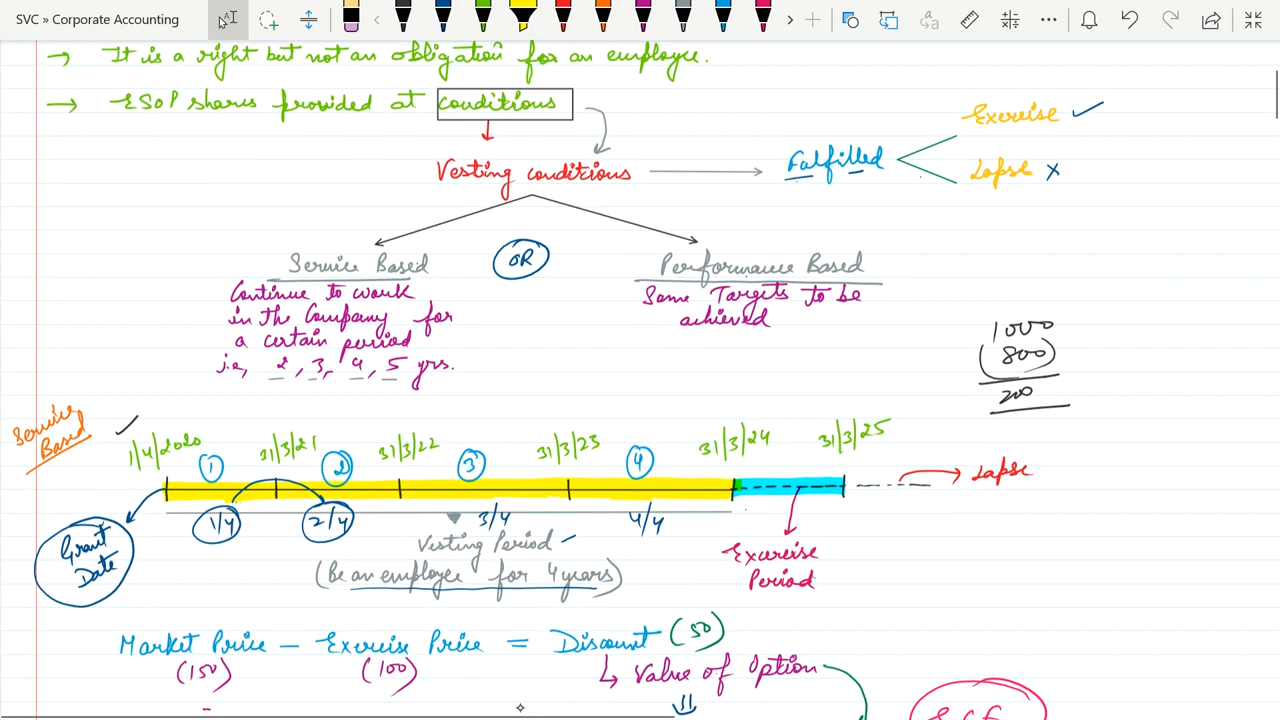 SVC » Corporate Accounting
→ It is a right but not an obligation for an employee.
→ ESOP shares provided at conditions
Vesting conditions
Fulfilled
Exercise ✓
Lapse ×
Service Based
OR
Performance Based
Continue to work
in the Company for
a certain period
i.e, 2, 3, 4, 5 yrs.
Some Targets to be
achieved
1000
(800)
200
Service
Based ✓
1/4/2020
31/3/21
31/3/22
31/3/23
31/3/24
31/3/25
1
2
3
4
Lapse
1/4
2/4
3/4
4/4
Grant
Date
Vesting Period
(Be an employee for 4 years)
Exercise
Period
Market Price - Exercise Price = Discount (50)
(150)
(100)
Value of Option